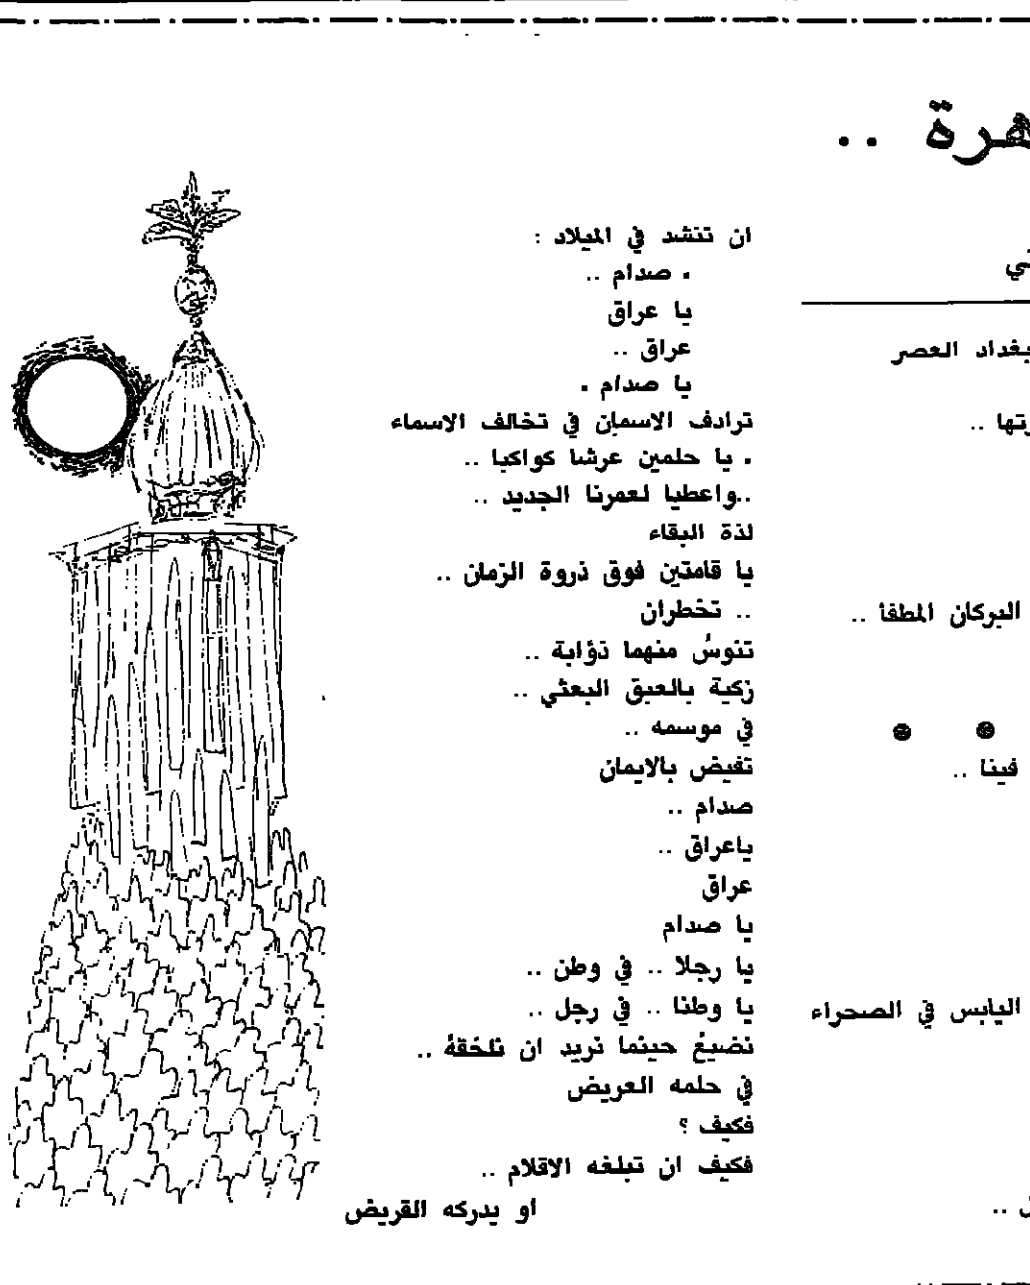 هرة ..
بغداد العصر
رتها ..
البركان المطفا ..
فينا ..
اليابس في الصحراء
ان تنشد في الميلاد :
• صدام ..
يا عراق
عراق ..
يا صدام •
ترادف الاسمان في تخالف الاسماء
• يا حلمين عرشا كواكبا ..
..واعطيا لعمرنا الجديد ..
لذة البقاء
يا قامتين فوق ذروة الزمان ..
.. تخطران
تنوسُ منهما ذؤابة ..
زكية بالعبق البعثي ..
في موسمه ..
تفيض بالايمان
صدام ..
ياعراق ..
عراق
يا صدام
يا رجلا .. في وطن ..
يا وطنا .. في رجل ..
نضيعُ حينما نريد ان نلحقهُ ..
في حلمه العريض
فكيف ؟
فكيف ان تبلغه الاقلام ..
او يدركه القريض